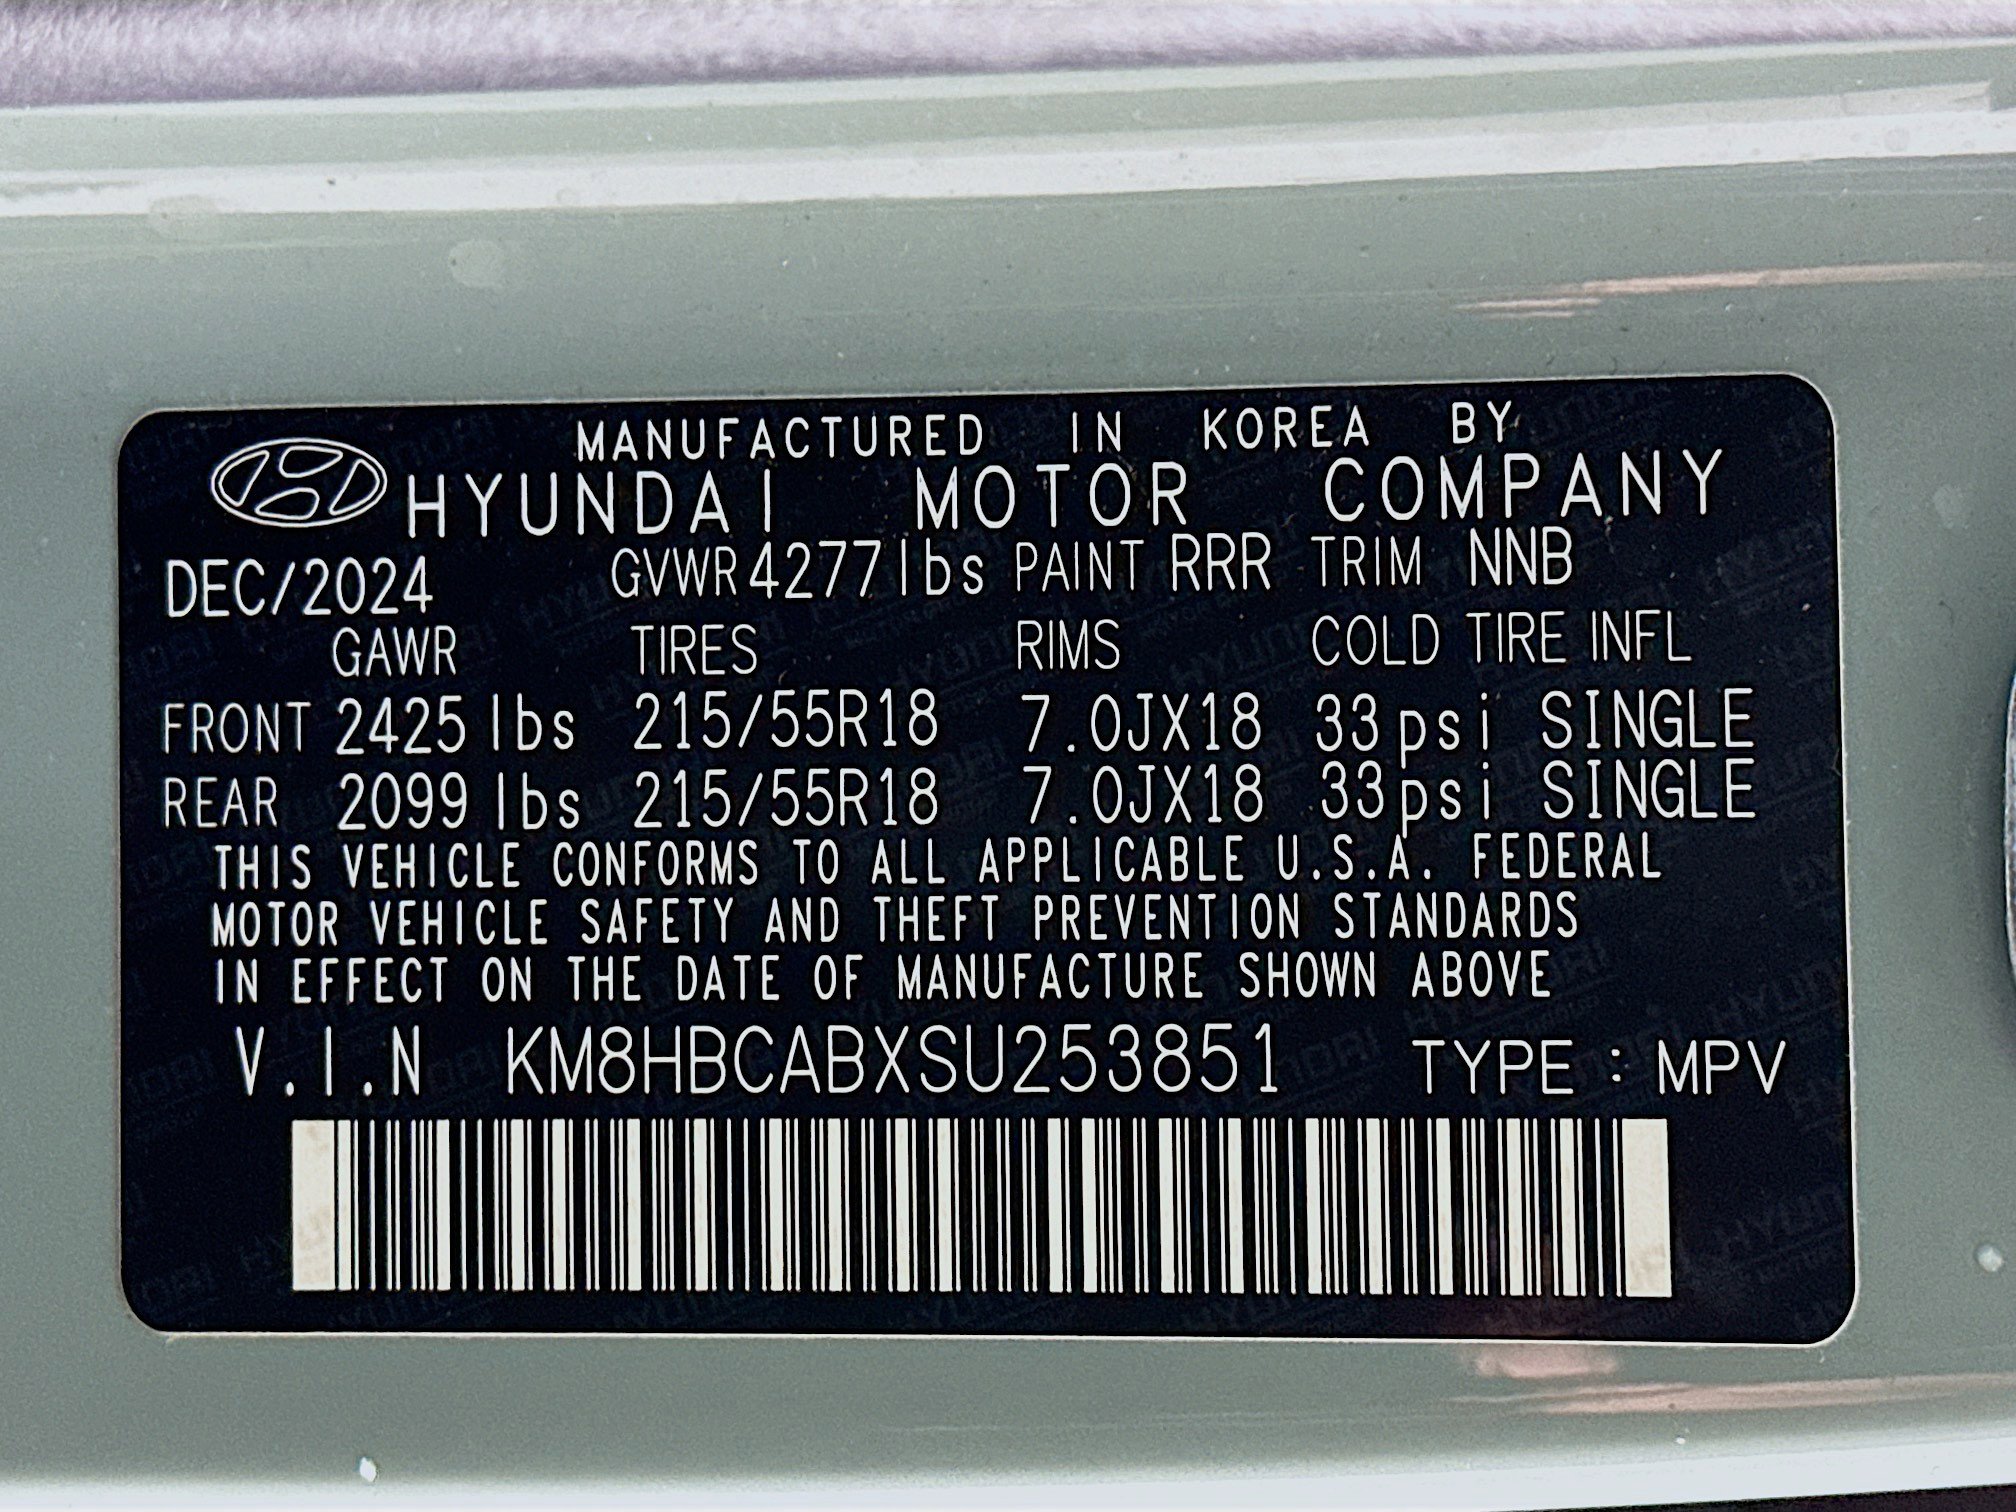 MANUFACTURED IN KOREA BY
HYUNDAI MOTOR COMPANY
DEC/2024 GVWR 4277lbs PAINT RRR TRIM NNB
GAWR TIRES RIMS COLD TIRE INFL
FRONT 2425 lbs 215/55R18 7.0JX18 33psi SINGLE
REAR 2099 lbs 215/55R18 7.0JX18 33psi SINGLE
THIS VEHICLE CONFORMS TO ALL APPLICABLE U.S.A. FEDERAL
MOTOR VEHICLE SAFETY AND THEFT PREVENTION STANDARDS
IN EFFECT ON THE DATE OF MANUFACTURE SHOWN ABOVE
V.I.N KM8HBCABXSU253851 TYPE : MPV